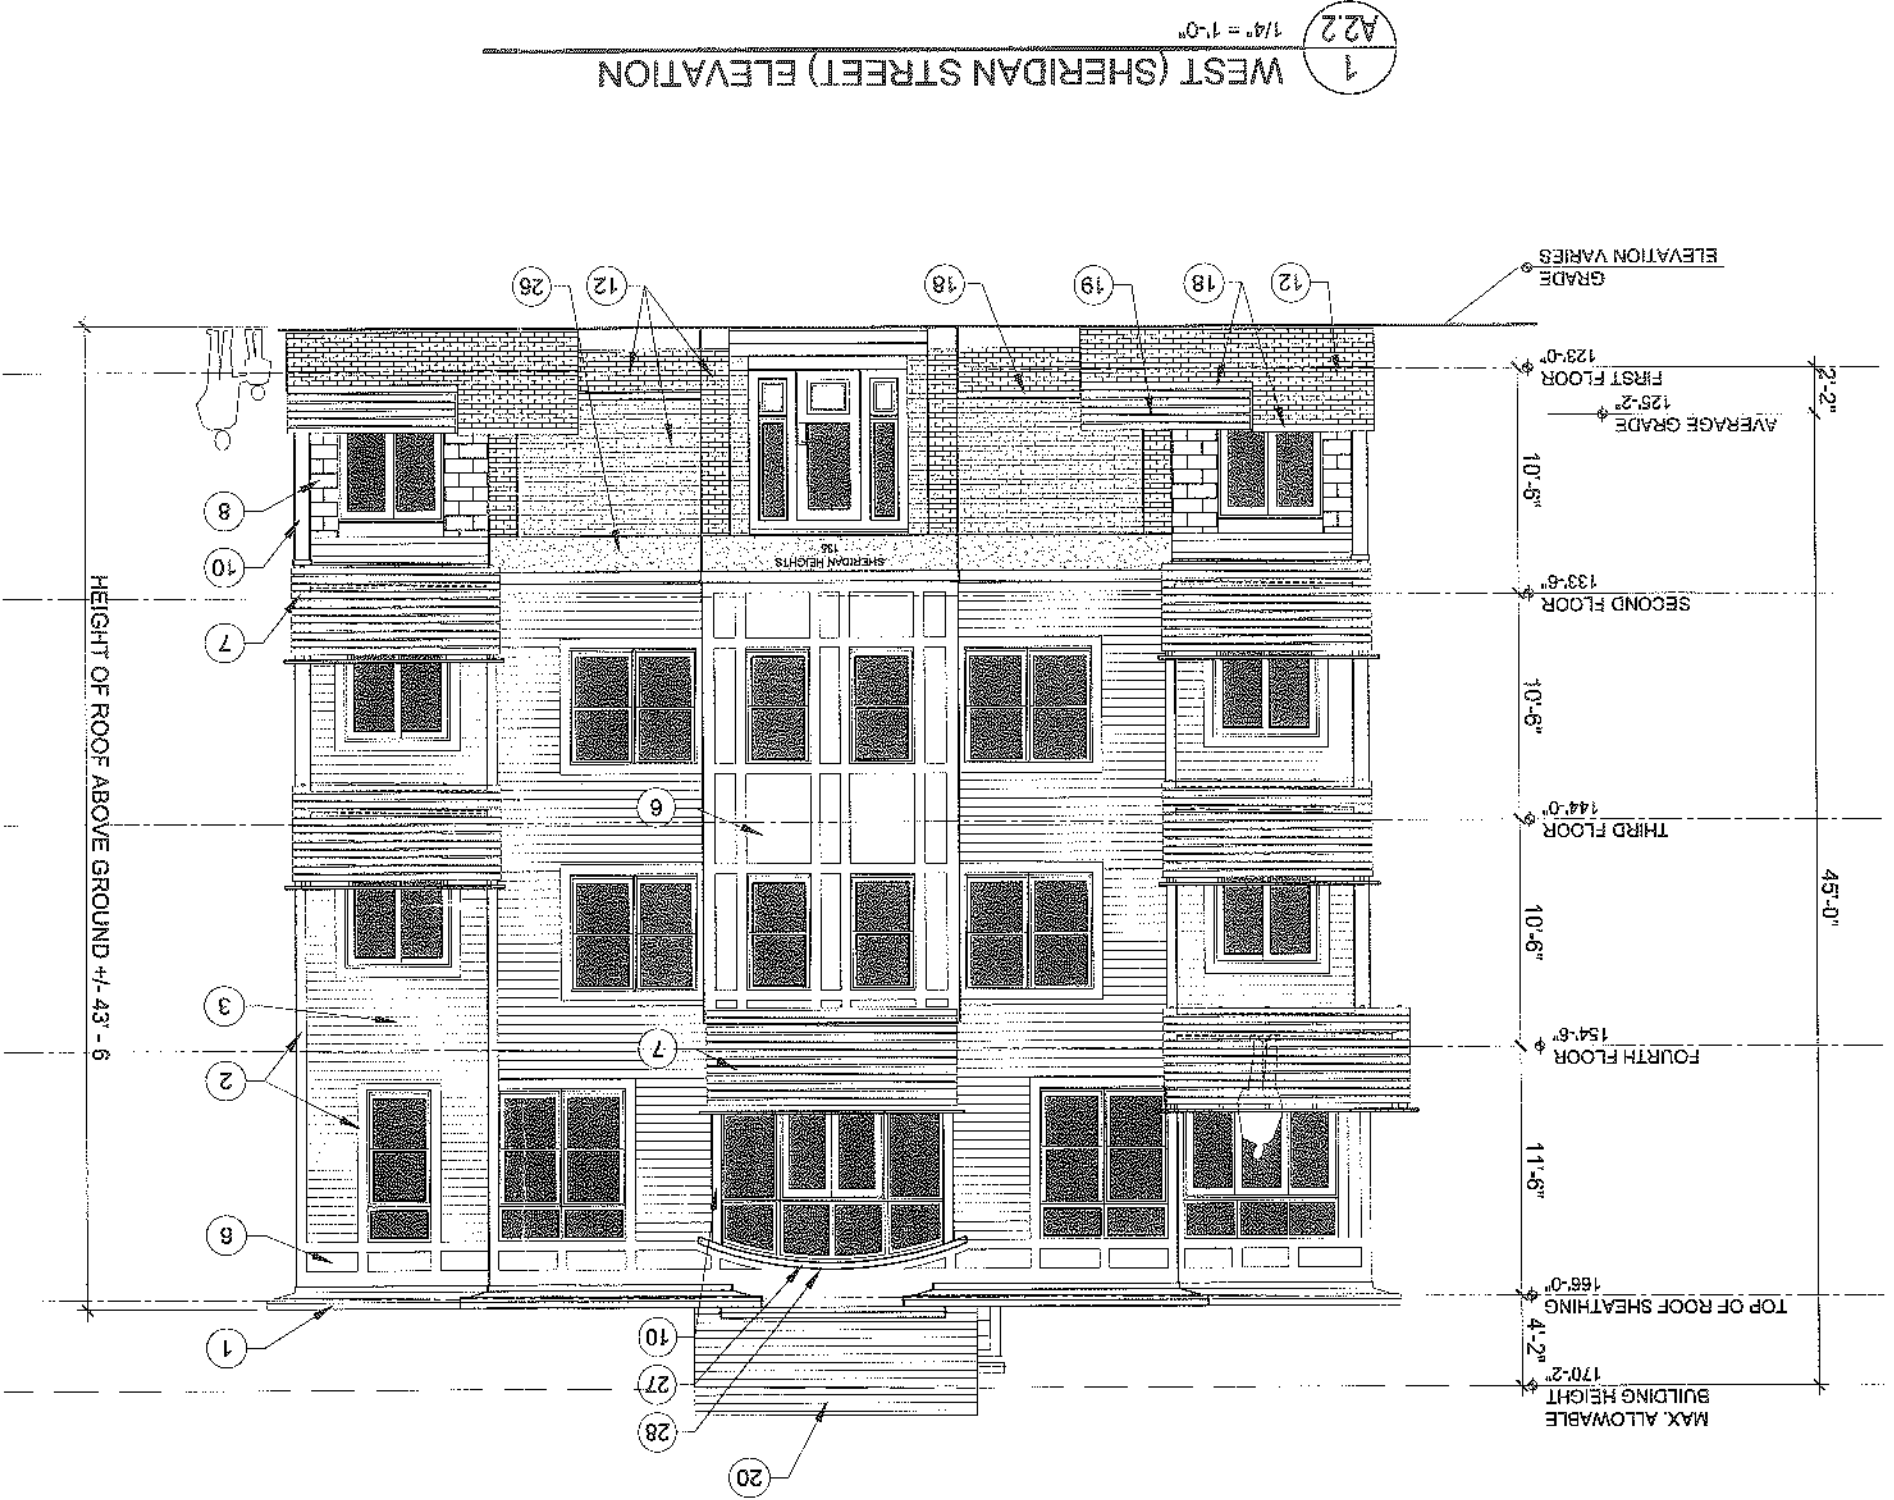 20
MAX. ALLOWABLE
BUILDING HEIGHT
170'-2"
28
27
4'-2"
10
1
TOP OF ROOF SHEATHING
166'-0"
9
11'-6"
2
FOURTH FLOOR
154'-6"
7
3
45'-0"
10'-6"
HEIGHT OF ROOF ABOVE GROUND +/- 43' - 6
THIRD FLOOR
144'-0"
9
10'-6"
7
SECOND FLOOR
133'-6"
10
SHERIDAN HEIGHTS
135
8
10'-6"
AVERAGE GRADE
125'-2"
2'-2"
FIRST FLOOR
123'-0"
12
18
19
18
12
26
GRADE
ELEVATION VARIES
1
A2.2
WEST (SHERIDAN STREET) ELEVATION
1/4" = 1'-0"